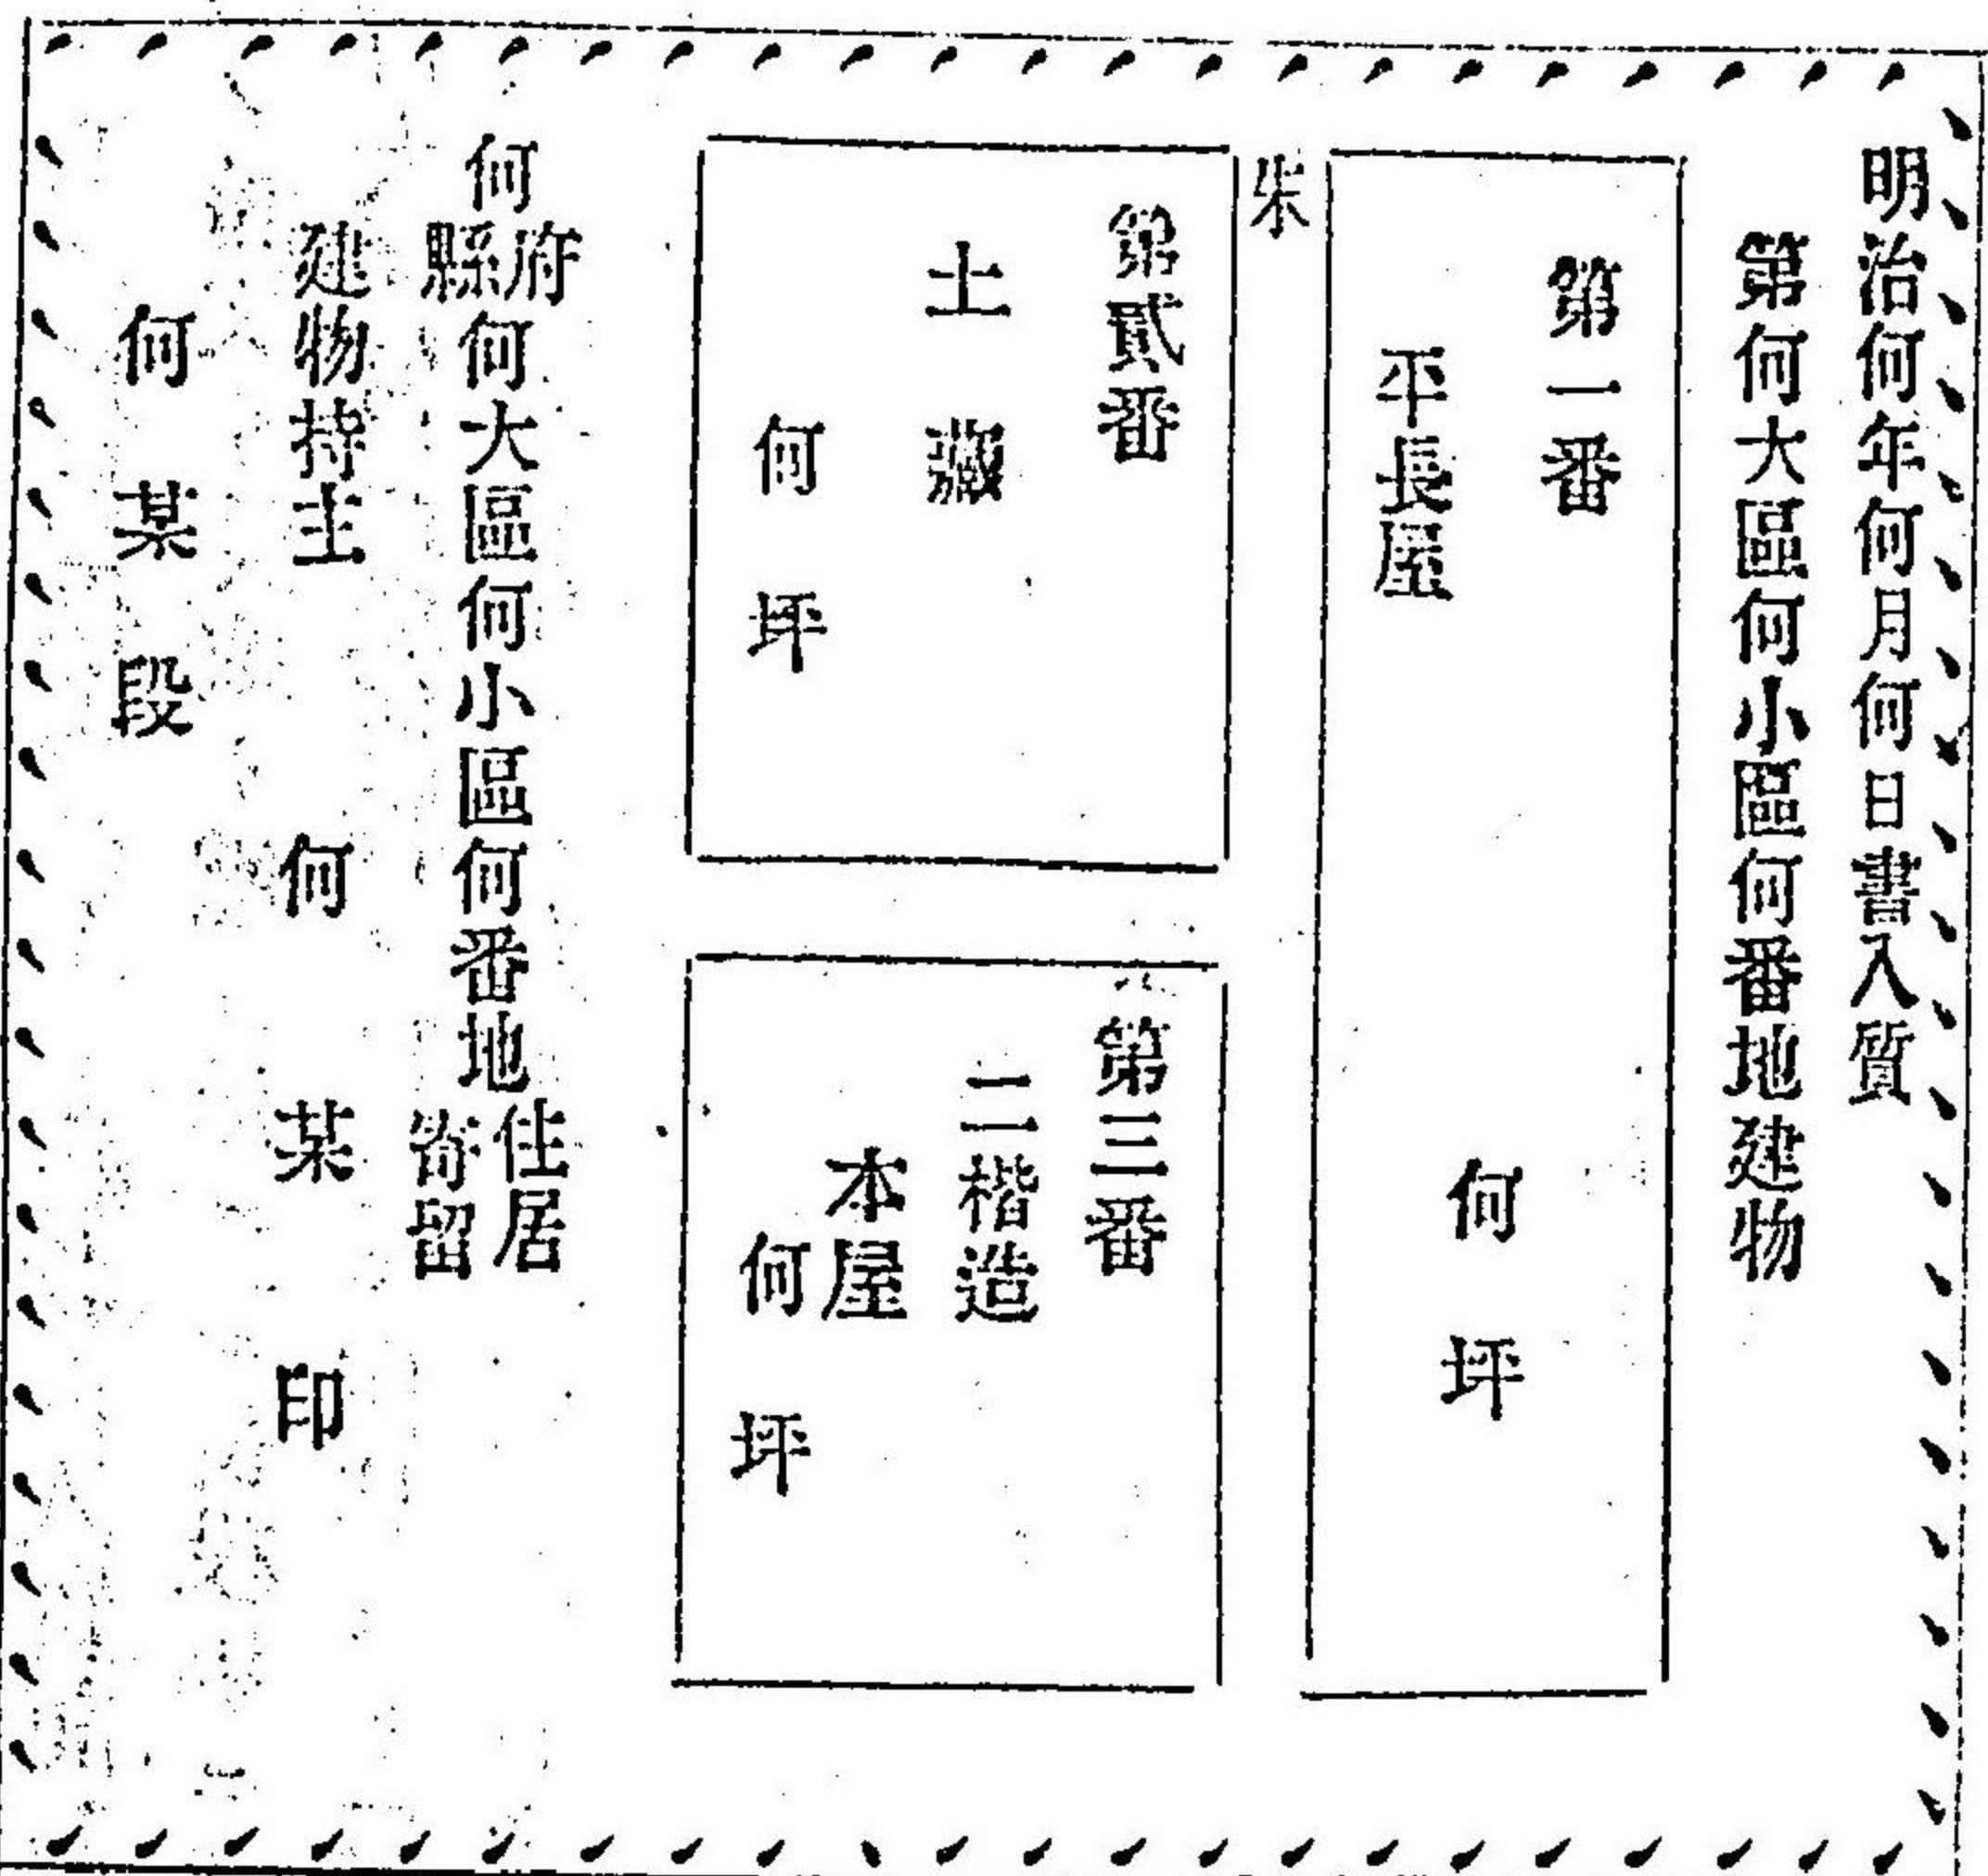 明治何年何月何日書入質
第何大區何小區何番地建物
第一番
平長屋
何坪
朱
第貳番
土藏
何坪
第三番
二楷造
本屋
何坪
何府縣何大區何小區何番地住居寄留
建物持主 何某印
何某段